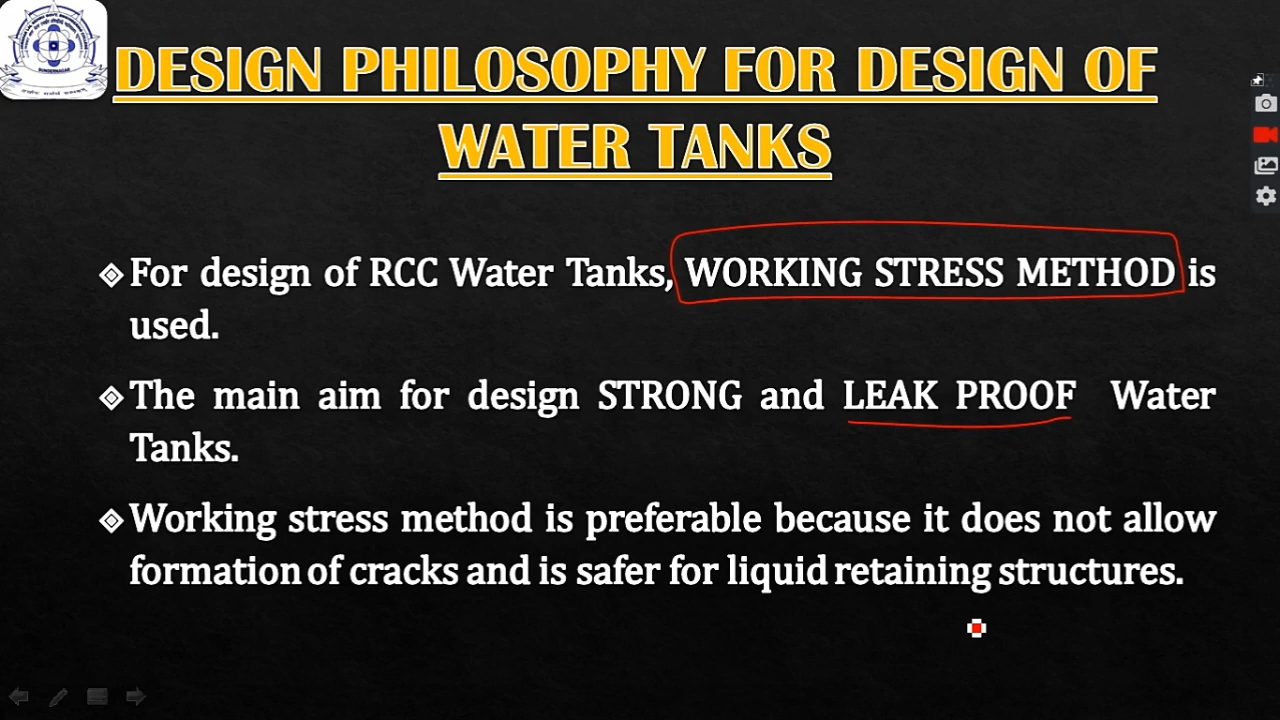 DESIGN PHILOSOPHY FOR DESIGN OF
WATER TANKS
For design of RCC Water Tanks, WORKING STRESS METHOD is
used.
The main aim for design STRONG and LEAK PROOF Water
Tanks.
Working stress method is preferable because it does not allow
formation of cracks and is safer for liquid retaining structures.